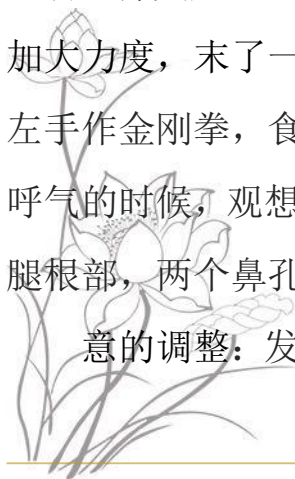 加大力度，末了一
左手作金刚拳，食
呼气的时候，观想
腿根部，两个鼻孔
意的调整：发